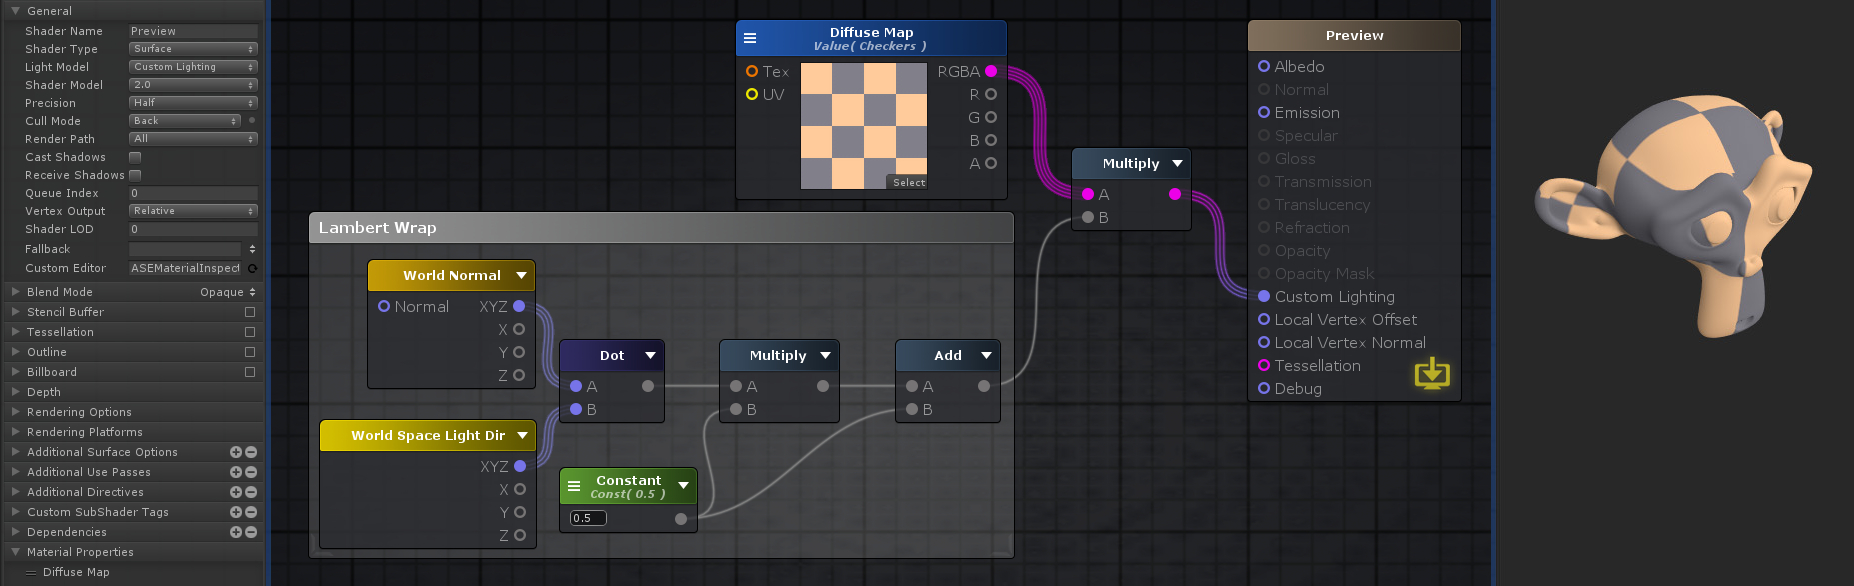 General
Shader Name Preview
Shader Type Surface
Light Model Custom Lighting
Shader Model 2.0
Precision Half
Cull Mode Back
Render Path All
Cast Shadows
Receive Shadows
Queue Index 0
Vertex Output Relative
Shader LOD 0
Fallback
Custom Editor ASEMaterialInspect
Blend Mode Opaque
Stencil Buffer
Tessellation
Outline
Billboard
Depth
Rendering Options
Rendering Platforms
Additional Surface Options
Additional Use Passes
Additional Directives
Custom SubShader Tags
Dependencies
Material Properties
Diffuse Map
Diffuse Map
Value( Checkers )
Tex RGBA
UV R
G
B
A
Select
Multiply
A
B
Lambert Wrap
World Normal
Normal XYZ
X
Y
Z
World Space Light Dir
XYZ
X
Y
Z
Dot
A
B
Constant
Const( 0.5 )
0.5
Multiply
A
B
Add
A
B
Preview
Albedo
Normal
Emission
Specular
Gloss
Transmission
Translucency
Refraction
Opacity
Opacity Mask
Custom Lighting
Local Vertex Offset
Local Vertex Normal
Tessellation
Debug